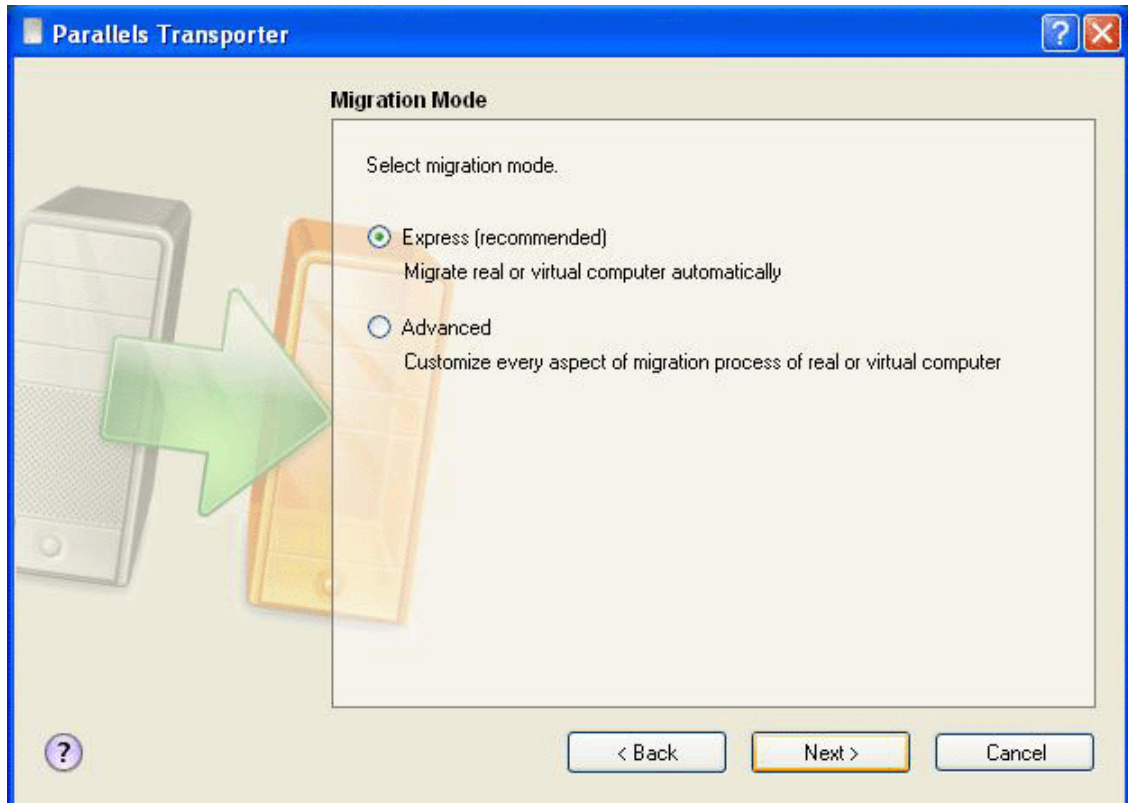 Parallels Transporter
?
Migration Mode
Select migration mode.
Express (recommended)
Migrate real or virtual computer automatically
Advanced
Customize every aspect of migration process of real or virtual computer
?
< Back
Next >
Cancel